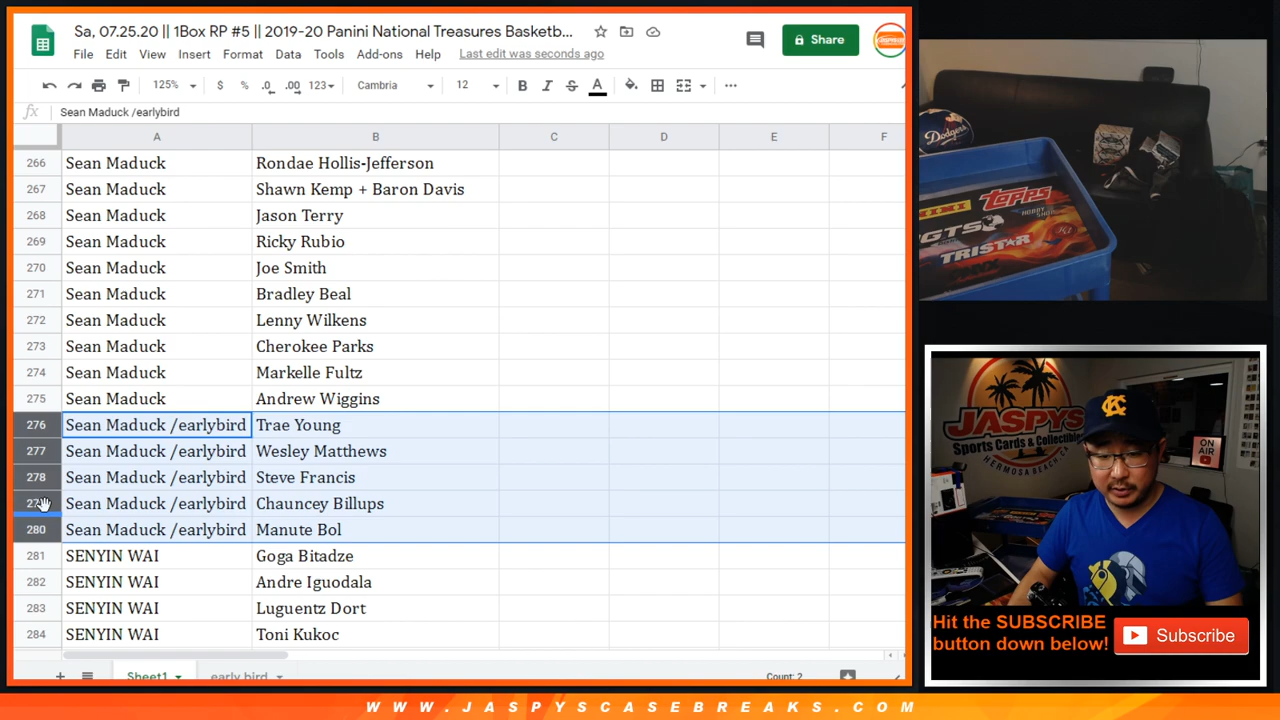 Sa, 07.25.20 || 1Box RP #5 || 2019-20 Panini National Treasures Basketb...
File Edit View Insert Format Data Tools Add-ons Help Last edit was seconds ago
Share
125% $ % .0 .00 123 Cambria 12 B I S A ...
fx Sean Maduck /earlybird
A B C D E F
266 Sean Maduck Rondae Hollis-Jefferson
267 Sean Maduck Shawn Kemp + Baron Davis
268 Sean Maduck Jason Terry
269 Sean Maduck Ricky Rubio
270 Sean Maduck Joe Smith
271 Sean Maduck Bradley Beal
272 Sean Maduck Lenny Wilkens
273 Sean Maduck Cherokee Parks
274 Sean Maduck Markelle Fultz
275 Sean Maduck Andrew Wiggins
276 Sean Maduck /earlybird Trae Young
277 Sean Maduck /earlybird Wesley Matthews
278 Sean Maduck /earlybird Steve Francis
Sean Maduck /earlybird Chauncey Billups
280 Sean Maduck /earlybird Manute Bol
281 SENYIN WAI Goga Bitadze
282 SENYIN WAI Andre Iguodala
283 SENYIN WAI Luguentz Dort
284 SENYIN WAI Toni Kukoc
Sheet1 early bird Count: 2
Dodgers
TOPPS
HOBBY SHOP
GTS
TRISTAR
JASPYS
Sports Cards & Collectibles
HERMOSA BEACH, CA
KC
ON AIR
Hit the SUBSCRIBE
button down below!
Subscribe
WWW.JASPYSCASEBREAKS.COM